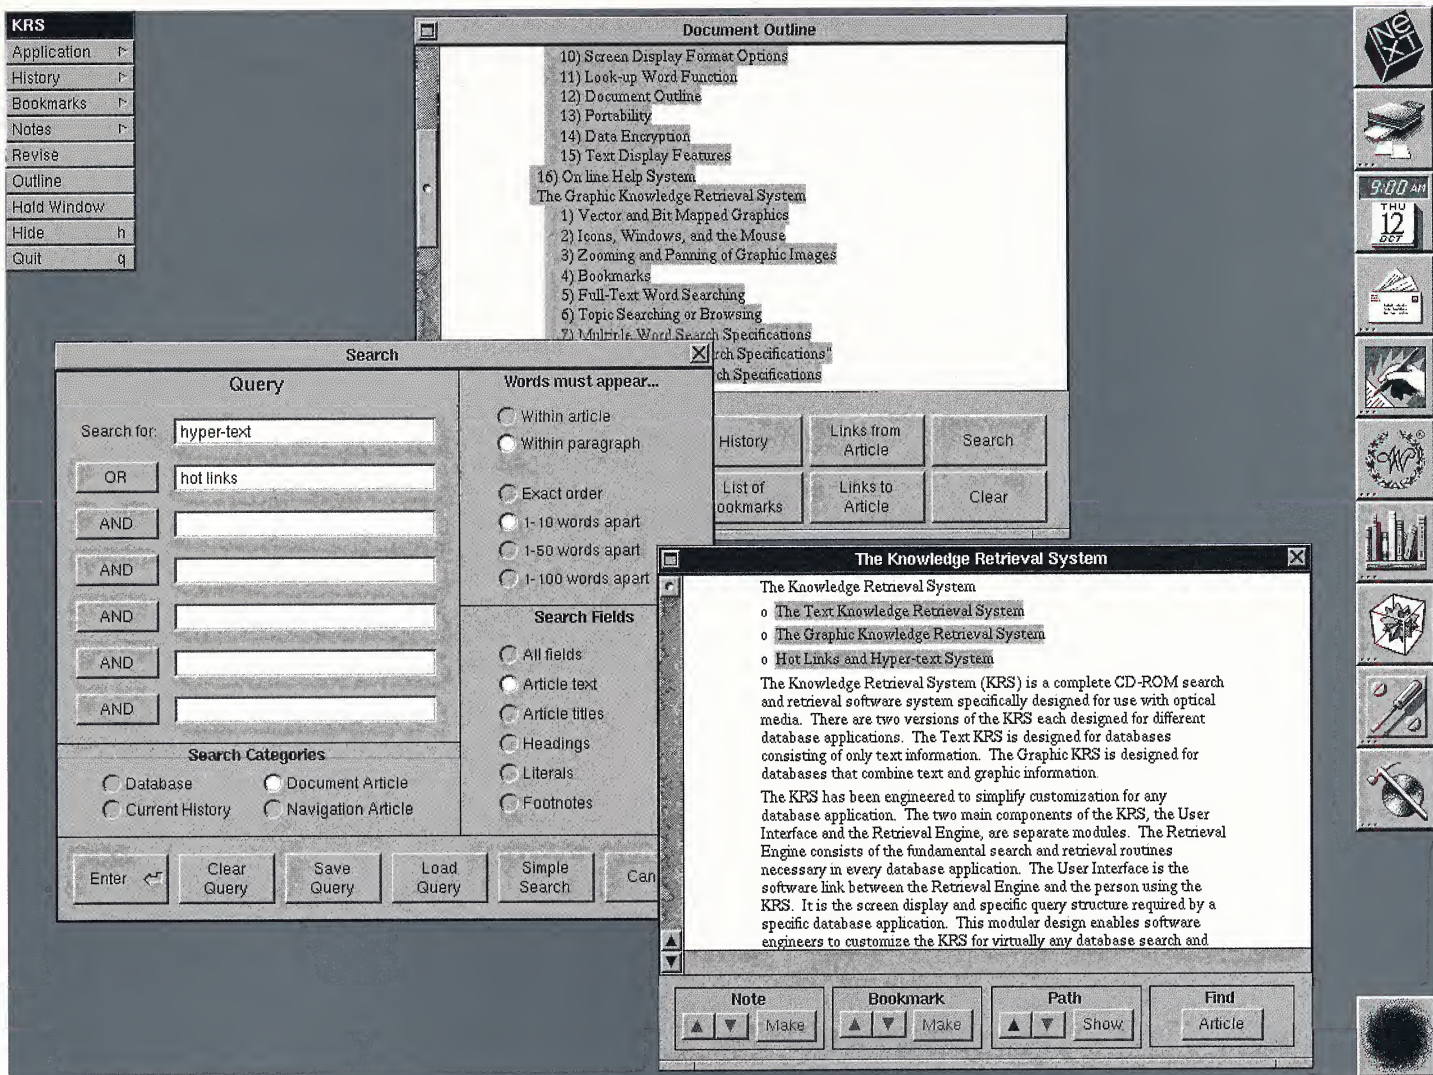 KRS
Application
History
Bookmarks
Notes
Revise
Outline
Hold Window
Hide h
Quit q
Document Outline
10) Screen Display Format Options
11) Look-up Word Function
12) Document Outline
13) Portability
14) Data Encryption
15) Text Display Features
16) On line Help System
The Graphic Knowledge Retrieval System
1) Vector and Bit Mapped Graphics
2) Icons, Windows, and the Mouse
3) Zooming and Panning of Graphic Images
4) Bookmarks
5) Full-Text Word Searching
6) Topic Searching or Browsing
7) Multiple Word Search Specifications
rch Specifications"
ch Specifications
History
Links from
Article
Search
List of
ookmarks
Links to
Article
Clear
Search
Query
Search for: hyper-text
OR hot links
AND
AND
AND
AND
AND
Words must appear...
Within article
Within paragraph
Exact order
1-10 words apart
1-50 words apart
1-100 words apart
Search Fields
All fields
Article text
Article titles
Headings
Literals
Footnotes
Search Categories
Database
Document Article
Current History
Navigation Article
Enter
Clear
Query
Save
Query
Load
Query
Simple
Search
Can
The Knowledge Retrieval System
The Knowledge Retrieval System
o The Text Knowledge Retrieval System
o The Graphic Knowledge Retrieval System
o Hot Links and Hyper-text System
The Knowledge Retrieval System (KRS) is a complete CD-ROM search
and retrieval software system specifically designed for use with optical
media. There are two versions of the KRS each designed for different
database applications. The Text KRS is designed for databases
consisting of only text information. The Graphic KRS is designed for
databases that combine text and graphic information.
The KRS has been engineered to simplify customization for any
database application. The two main components of the KRS, the User
Interface and the Retrieval Engine, are separate modules. The Retrieval
Engine consists of the fundamental search and retrieval routines
necessary in every database application. The User Interface is the
software link between the Retrieval Engine and the person using the
KRS. It is the screen display and specific query structure required by a
specific database application. This modular design enables software
engineers to customize the KRS for virtually any database search and
Note
Make
Bookmark
Make
Path
Show
Find
Article
NeXT
9:00 AM
THU
12
OCT
W